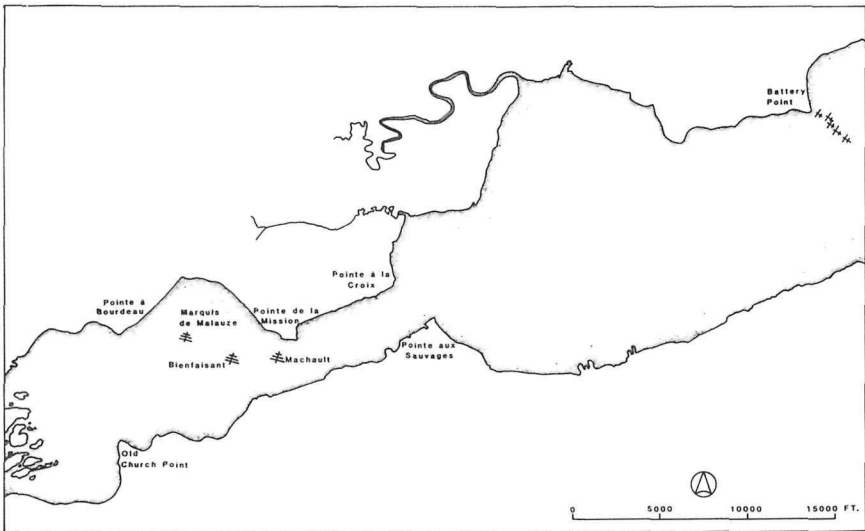 Battery
Point
Pointe à la
Croix
Pointe à
Bourdeau
Marquis
de Malauze
Pointe de la
Mission
Bienfaisant
Machault
Pointe aux
Sauvages
Old
Church Point
0 5000 10000 15000 FT.